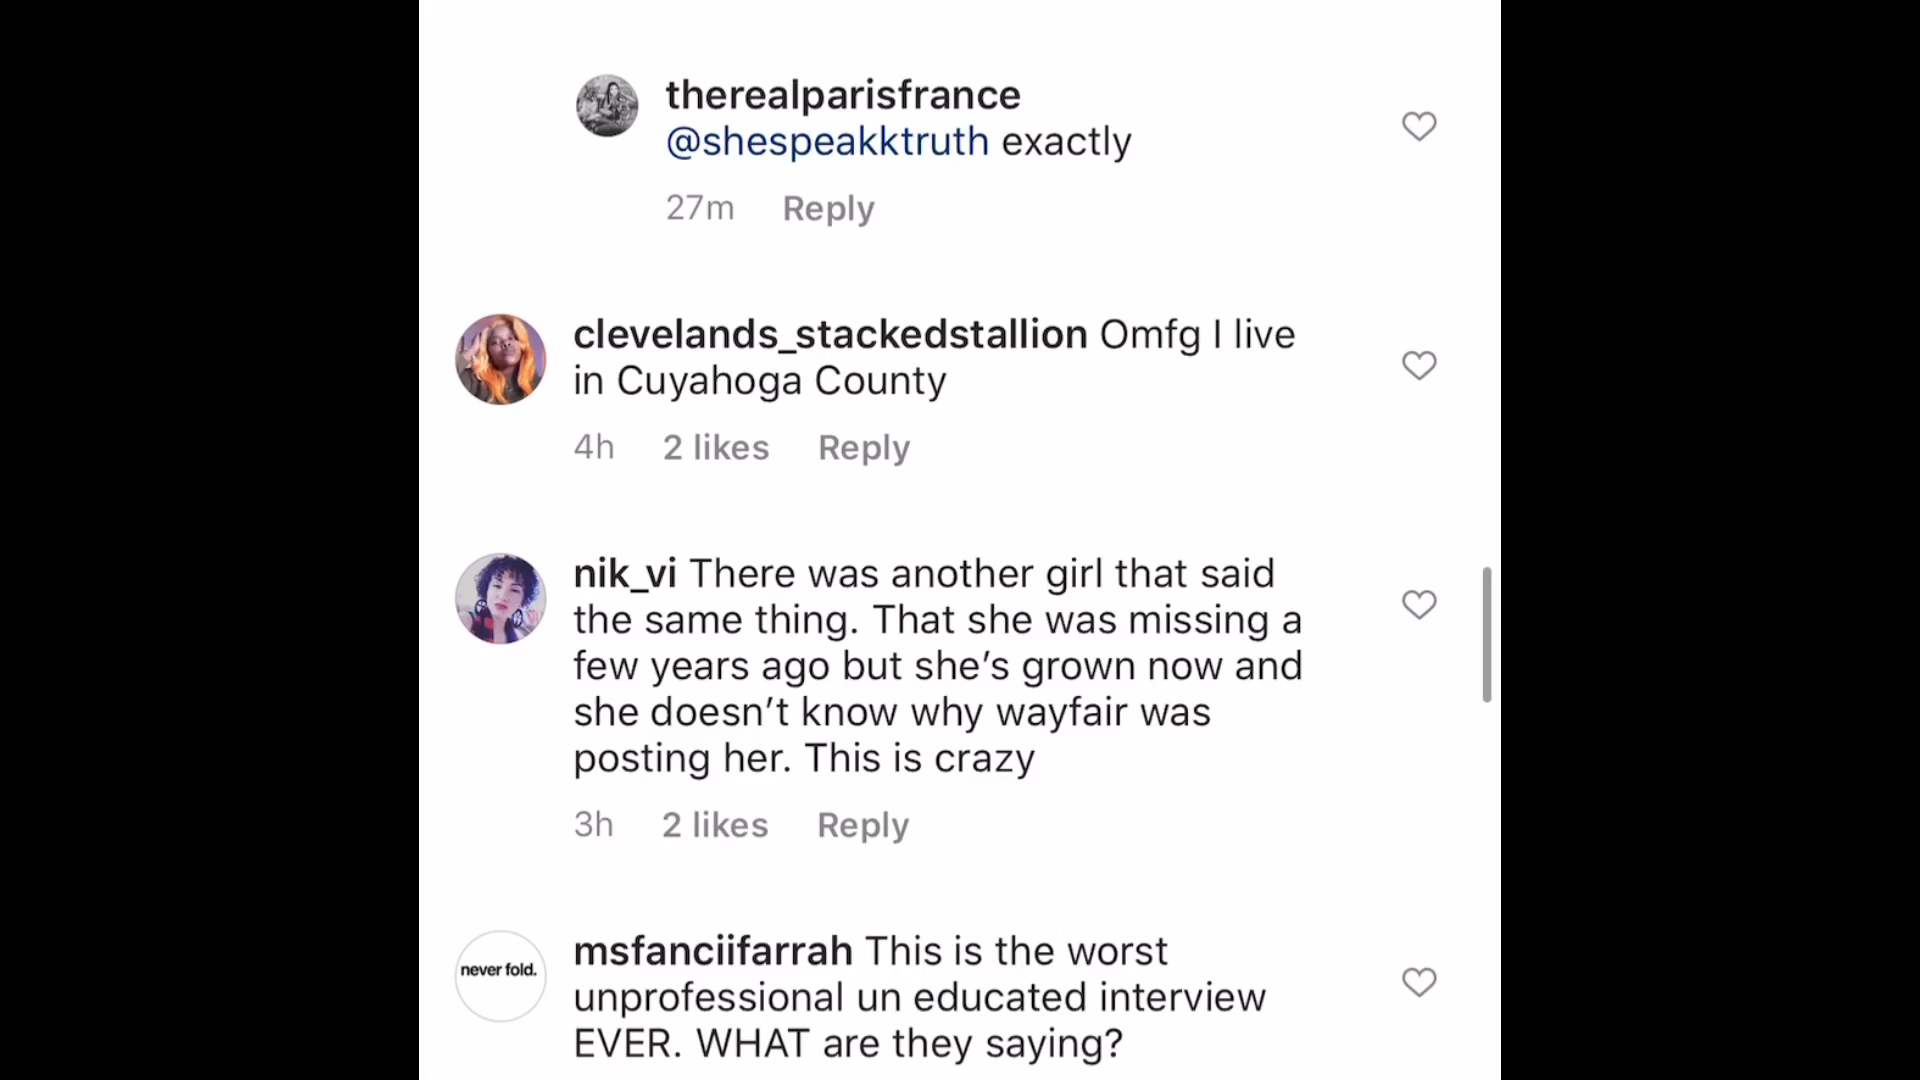 therealparisfrance
@shespeakktruth exactly
27m Reply
clevelands_stackedstallion Omfg I live
in Cuyahoga County
4h 2 likes Reply
nik_vi There was another girl that said
the same thing. That she was missing a
few years ago but she’s grown now and
she doesn’t know why wayfair was
posting her. This is crazy
3h 2 likes Reply
never fold.
msfanciifarrah This is the worst
unprofessional un educated interview
EVER. WHAT are they saying?